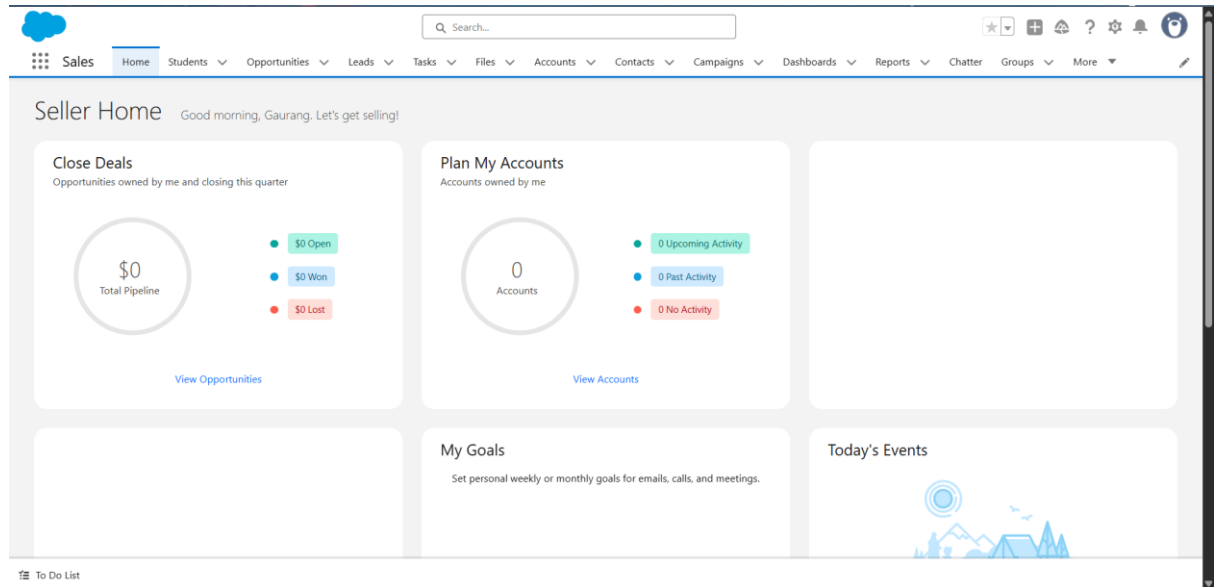 Search...
Sales Home Students Opportunities Leads Tasks Files Accounts Contacts Campaigns Dashboards Reports Chatter Groups More
Seller Home Good morning, Gaurang. Let's get selling!
Close Deals
Opportunities owned by me and closing this quarter
$0
Total Pipeline
$0 Open
$0 Won
$0 Lost
View Opportunities
Plan My Accounts
Accounts owned by me
0
Accounts
0 Upcoming Activity
0 Past Activity
0 No Activity
View Accounts
My Goals
Set personal weekly or monthly goals for emails, calls, and meetings.
Today's Events
To Do List